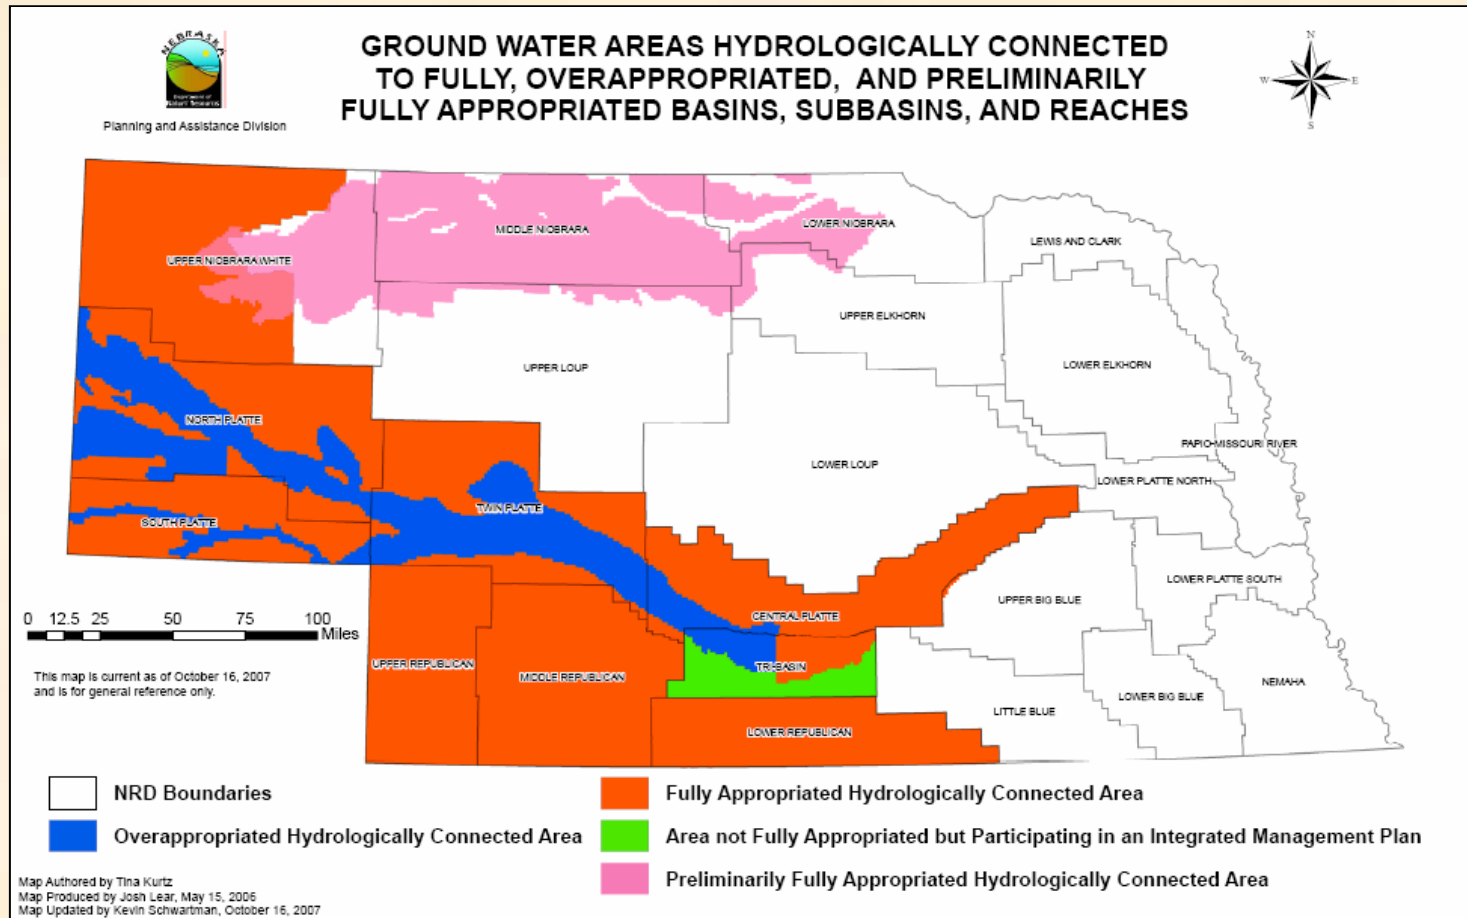 NEBRASKA
Department of
Natural Resources
Planning and Assistance Division
GROUND WATER AREAS HYDROLOGICALLY CONNECTED
TO FULLY, OVERAPPROPRIATED, AND PRELIMINARILY
FULLY APPROPRIATED BASINS, SUBBASINS, AND REACHES
N
W
E
S
MIDDLE NIOBRARA
LOWER NIOBRARA
LEWIS AND CLARK
UPPER NIOBRARA WHITE
UPPER ELKHORN
UPPER LOUP
LOWER ELKHORN
NORTH PLATTE
PAPIO-MISSOURI RIVER
LOWER LOUP
LOWER PLATTE NORTH
TWIN PLATTE
SOUTH PLATTE
LOWER PLATTE SOUTH
UPPER BIG BLUE
CENTRAL PLATTE
0 12.5 25 50 75 100
Miles
UPPER REPUBLICAN
TRI-BASIN
MIDDLE REPUBLICAN
NEMAHA
LOWER BIG BLUE
LITTLE BLUE
LOWER REPUBLICAN
This map is current as of October 16, 2007
and is for general reference only.
NRD Boundaries
Overappropriated Hydrologically Connected Area
Fully Appropriated Hydrologically Connected Area
Area not Fully Appropriated but Participating in an Integrated Management Plan
Preliminarily Fully Appropriated Hydrologically Connected Area
Map Authored by Tina Kurtz
Map Produced by Josh Lear, May 15, 2006
Map Updated by Kevin Schwartman, October 16, 2007